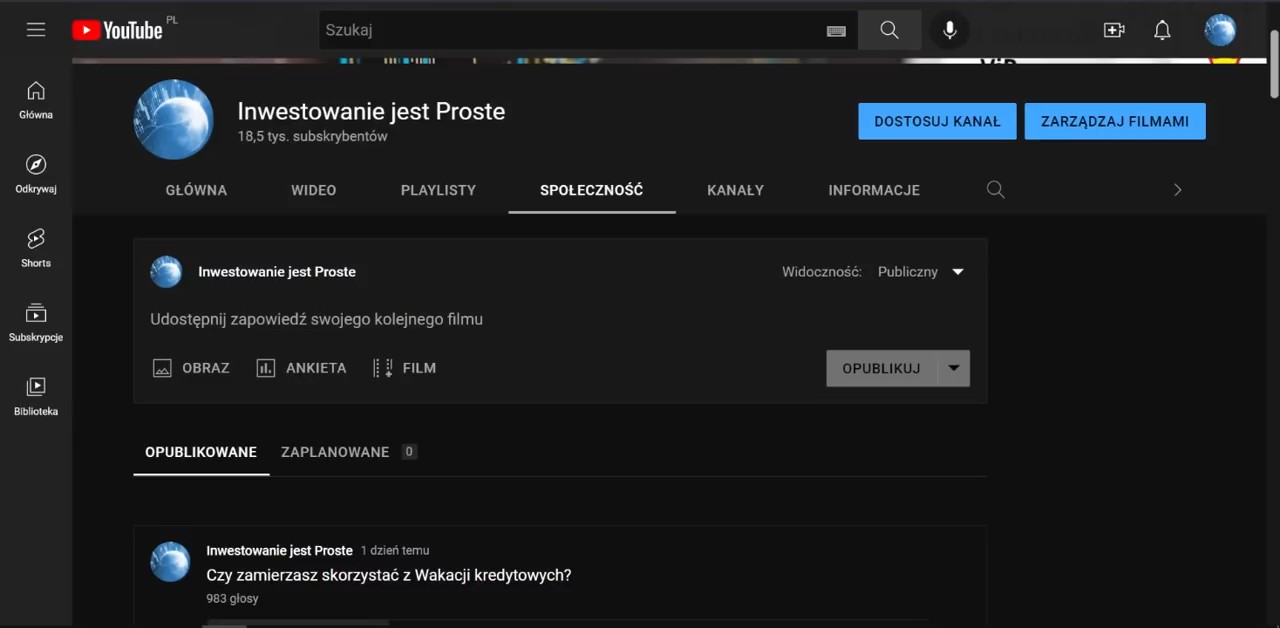 YouTube PL
Szukaj
Główna
Odkrywaj
Shorts
Subskrypcje
Biblioteka
Inwestowanie jest Proste
18,5 tys. subskrybentów
DOSTOSUJ KANAŁ
ZARZĄDZAJ FILMAMI
GŁÓWNA
WIDEO
PLAYLISTY
SPOŁECZNOŚĆ
KANAŁY
INFORMACJE
Inwestowanie jest Proste
Widoczność: Publiczny
Udostępnij zapowiedź swojego kolejnego filmu
OBRAZ
ANKIETA
FILM
OPUBLIKUJ
OPUBLIKOWANE
ZAPLANOWANE 0
Inwestowanie jest Proste 1 dzień temu
Czy zamierzasz skorzystać z Wakacji kredytowych?
983 głosy